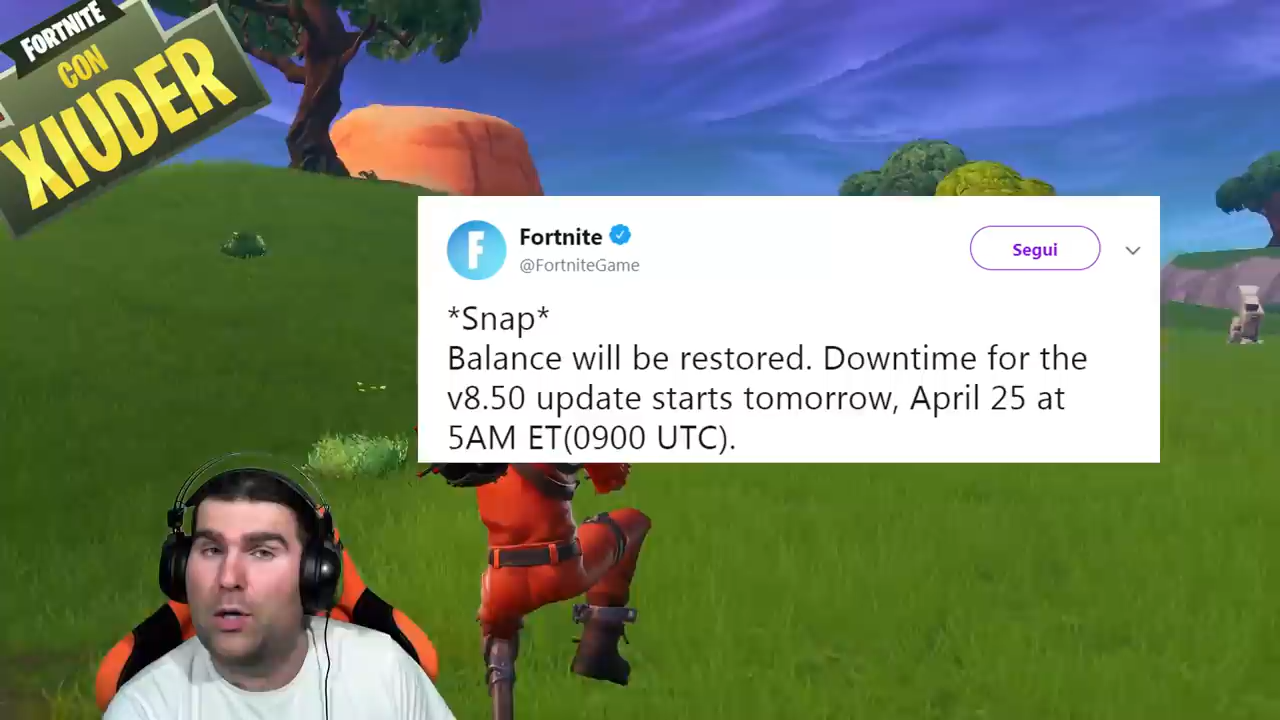 FORTNITE
CON
XIUDER
Fortnite
@FortniteGame
Segui
*Snap*
Balance will be restored. Downtime for the
v8.50 update starts tomorrow, April 25 at
5AM ET(0900 UTC).